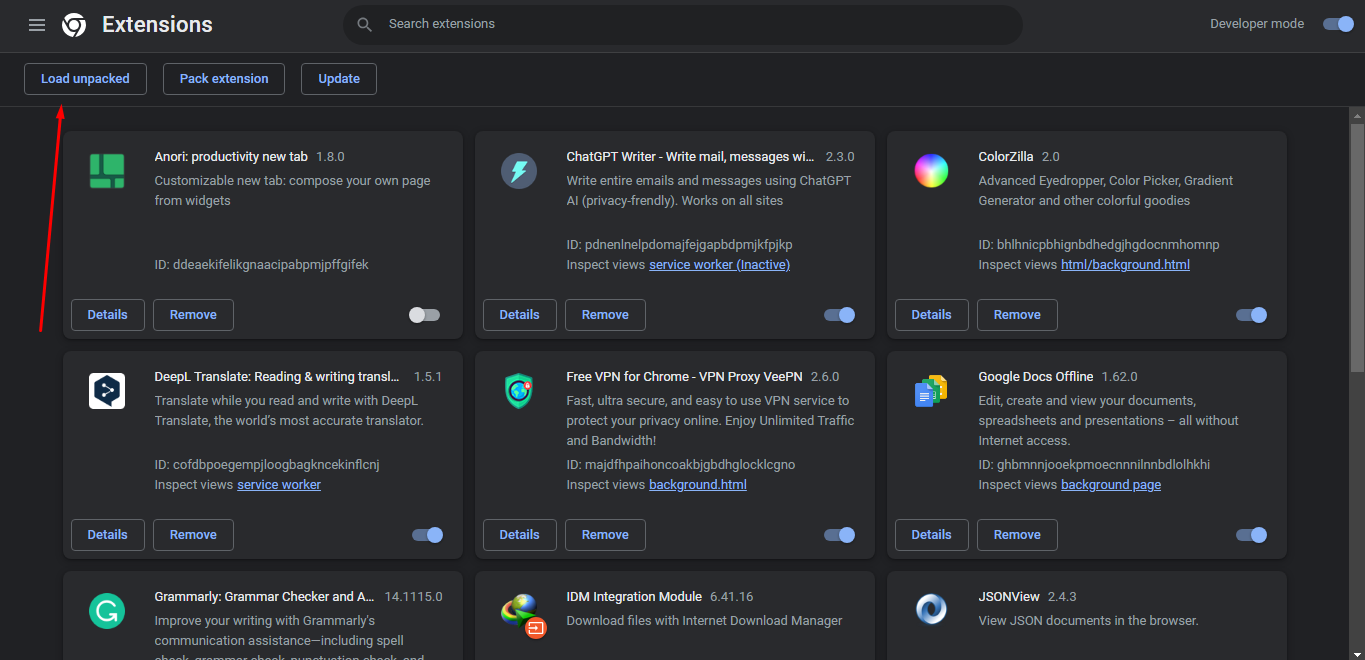 Extensions
Search extensions
Developer mode
Load unpacked
Pack extension
Update
Anori: productivity new tab 1.8.0
Customizable new tab: compose your own page
from widgets
ID: ddeaekifelikgnaacipabpmjpffgifek
Details
Remove
ChatGPT Writer - Write mail, messages wi... 2.3.0
Write entire emails and messages using ChatGPT
AI (privacy-frendly). Works on all sites
ID: pdnenlnelpdomajfejgapbdpmjkfpjkp
Inspect views service worker (Inactive)
Details
Remove
ColorZilla 2.0
Advanced Eyedropper, Color Picker, Gradient
Generator and other colorful goodies
ID: bhlhnicpbhignbdhedgjhgdocnmhomnp
Inspect views html/background.html
Details
Remove
DeepL Translate: Reading & writing transl... 1.5.1
Translate while you read and write with DeepL
Translate, the world’s most accurate translator.
ID: cofdbpoegempjloogbagkncekinflcnj
Inspect views service worker
Details
Remove
Free VPN for Chrome - VPN Proxy VeePN 2.6.0
Fast, ultra secure, and easy to use VPN service to
protect your privacy online. Enjoy Unlimited Traffic
and Bandwidth!
ID: majdfhpaihoncoakbjgbdhglocklcgno
Inspect views background.html
Details
Remove
Google Docs Offline 1.62.0
Edit, create and view your documents,
spreadsheets and presentations – all without
Internet access.
ID: ghbmnnjooekpmoecnnnilnnbdlolhkhi
Inspect views background page
Details
Remove
Grammarly: Grammar Checker and A... 14.1115.0
Improve your writing with Grammarly's
communication assistance—including spell
check, grammar check, punctuation check, and
IDM Integration Module 6.41.16
Download files with Internet Download Manager
JSONView 2.4.3
View JSON documents in the browser.